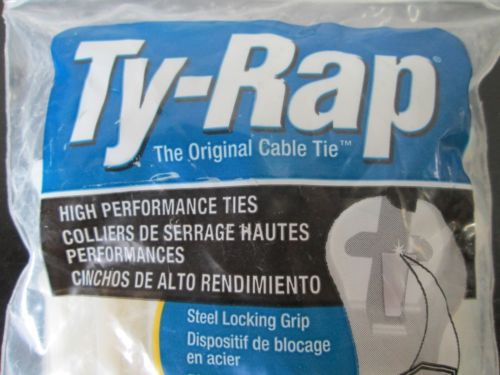 Ty-Rap®
The Original Cable Tie™
HIGH PERFORMANCE TIES
COLLIERS DE SERRAGE HAUTES
PERFORMANCES
CINCHOS DE ALTO RENDIMIENTO
Steel Locking Grip
Dispositif de blocage
en acier